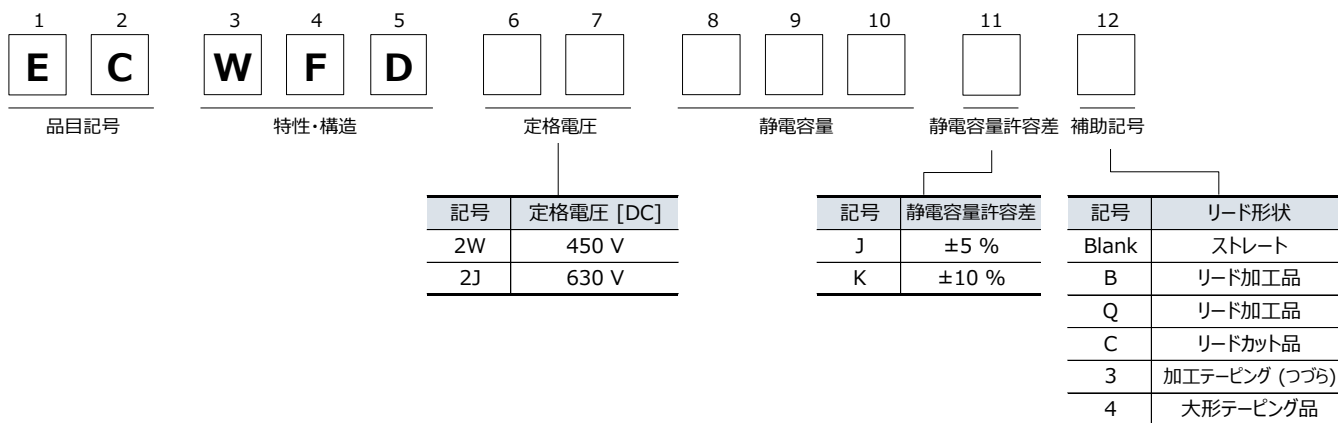 1 2 3 4 5 6 7 8 9 10 11 12
E C W F D
品目記号 特性・構造 定格電圧 静電容量 静電容量許容差 補助記号
記号 定格電圧 [DC]
2W 450 V
2J 630 V
記号 静電容量許容差
J ±5 %
K ±10 %
記号 リード形状
Blank ストレート
B リード加工品
Q リード加工品
C リードカット品
3 加工テーピング (つづら)
4 大形テーピング品